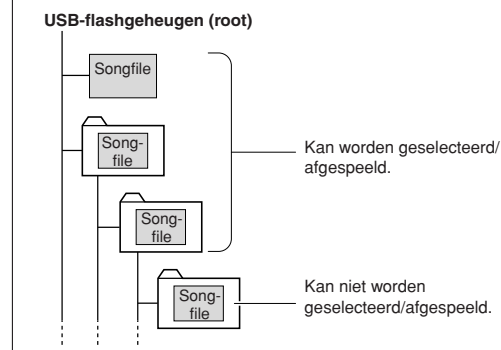 USB-flashgeheugen (root)
Songfile
Song-
file
Kan worden geselecteerd/
afgespeeld.
Song-
file
Song-
file
Kan niet worden
geselecteerd/afgespeeld.